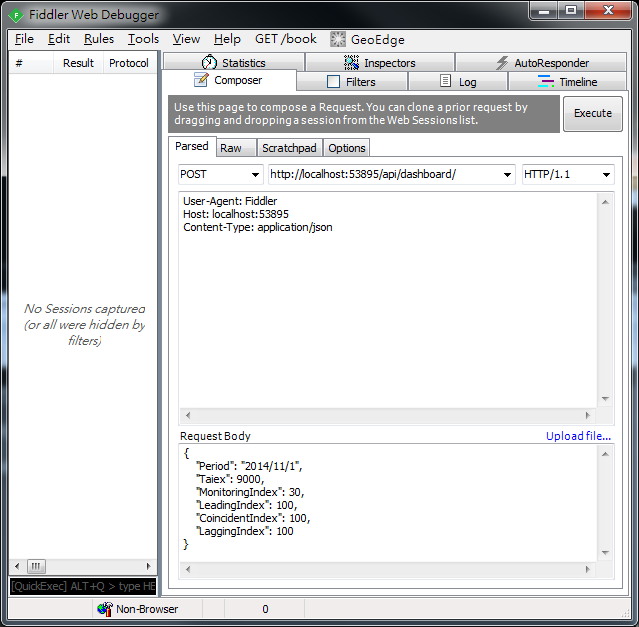 Fiddler Web Debugger
File Edit Rules Tools View Help GET /book GeoEdge
# Result Protocol
Statistics Inspectors AutoResponder
Composer Filters Log Timeline
Use this page to compose a Request. You can clone a prior request by
dragging and dropping a session from the Web Sessions list.
Execute
Parsed Raw Scratchpad Options
POST http://localhost:53895/api/dashboard/ HTTP/1.1
User-Agent: Fiddler
Host: localhost:53895
Content-Type: application/json
No Sessions captured
(or all were hidden by
filters)
Request Body Upload file...
{
"Period": "2014/11/1",
"Taiex": 9000,
"MonitoringIndex": 30,
"LeadingIndex": 100,
"CoincidentIndex": 100,
"LaggingIndex": 100
}
[QuickExec] ALT+Q > type HE
Non-Browser 0